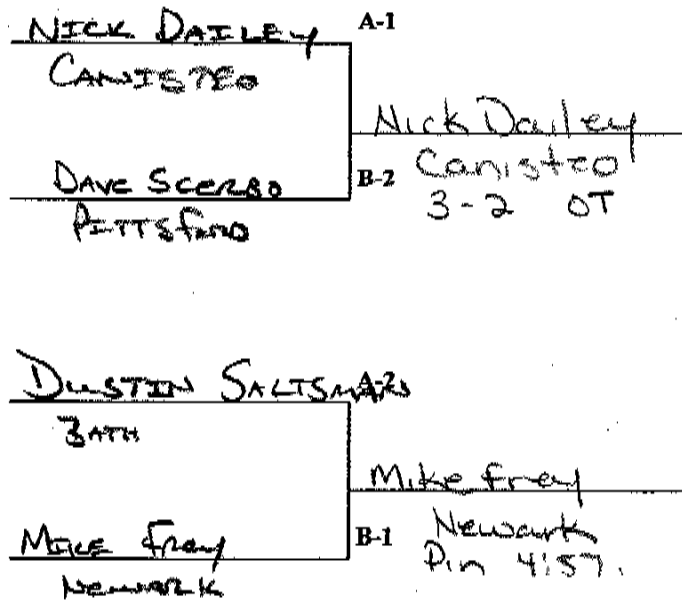 NICK DAILEY A-1
CANISTEO
Nick Dailey
DAVE SCERBO B-2 Canisteo
PITTSFORD 3-2 OT
DUSTIN SALTSMAN A-2
BATH
Mike Frey
MIKE Frey B-1 Newark
NEWARK Pin 4:57.